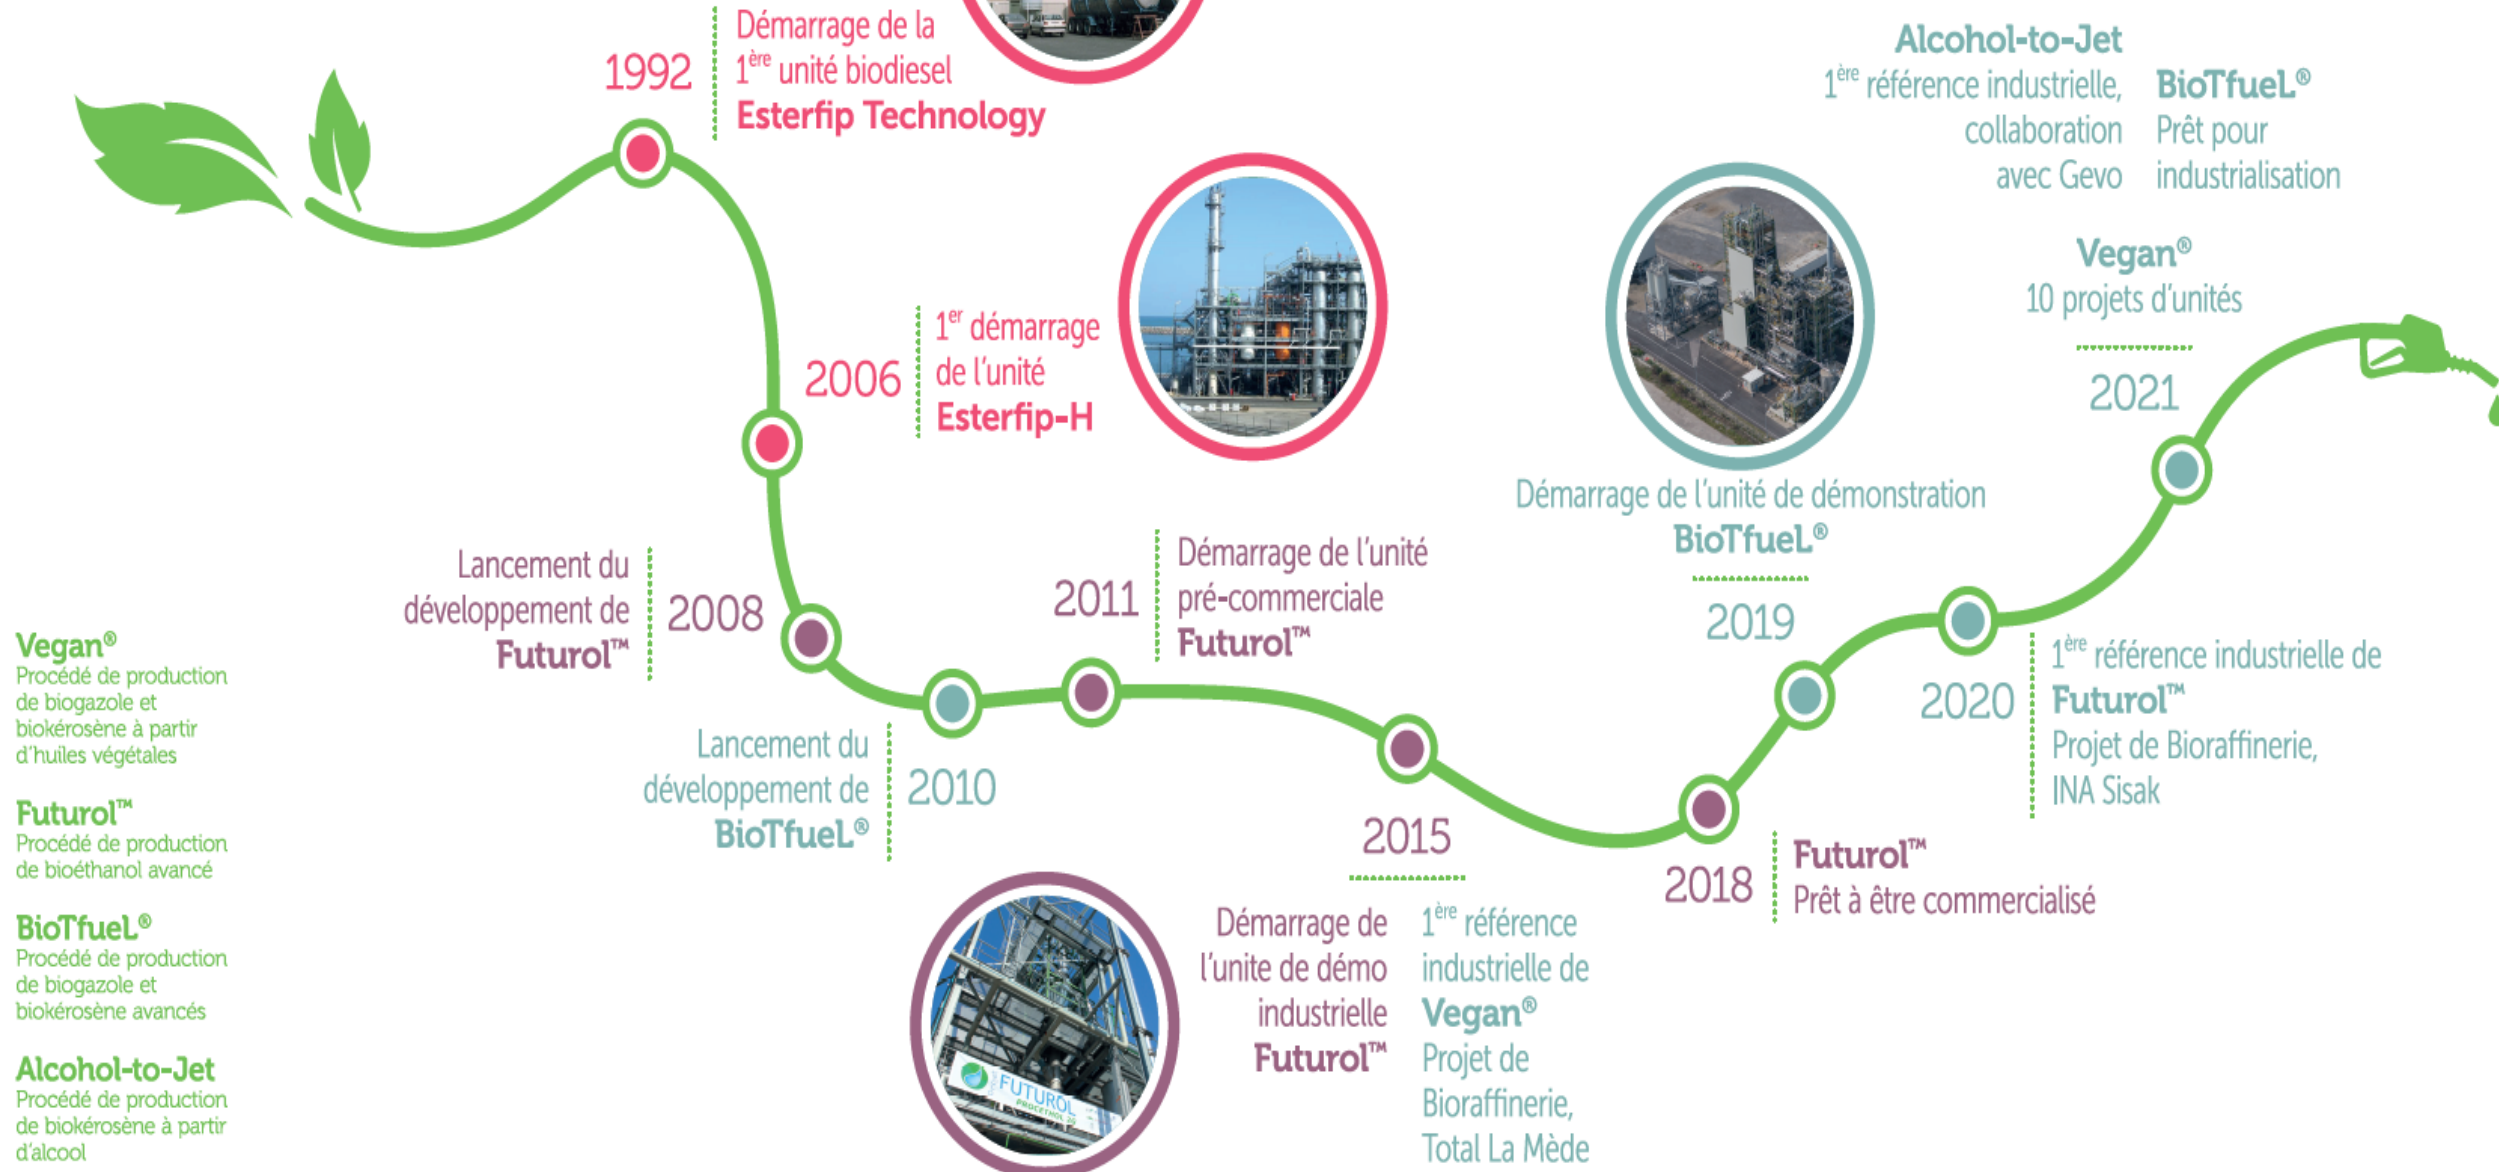 1992
Démarrage de la
1ère unité biodiesel
Esterfip Technology
2006
1er démarrage
de l'unité
Esterfip-H
Lancement du
développement de
Futurol™
2008
Lancement du
développement de
BioTfueL®
2010
2011
Démarrage de l'unité
pré-commerciale
Futurol™
2015
Démarrage de
l'unite de démo
industrielle
Futurol™
1ère référence
industrielle de
Vegan®
Projet de
Bioraffinerie,
Total La Mède
FUTUROL
PROCETHOL 2G
2018
Futurol™
Prêt à être commercialisé
Démarrage de l'unité de démonstration
BioTfueL®
2019
2020
1ère référence industrielle de
Futurol™
Projet de Bioraffinerie,
INA Sisak
Alcohol-to-Jet
1ère référence industrielle,
collaboration
avec Gevo
BioTfueL®
Prêt pour
industrialisation
Vegan®
10 projets d'unités
2021
Vegan®
Procédé de production
de biogazole et
biokérosène à partir
d'huiles végétales
Futurol™
Procédé de production
de bioéthanol avancé
BioTfueL®
Procédé de production
de biogazole et
biokérosène avancés
Alcohol-to-Jet
Procédé de production
de biokérosène à partir
d'alcool